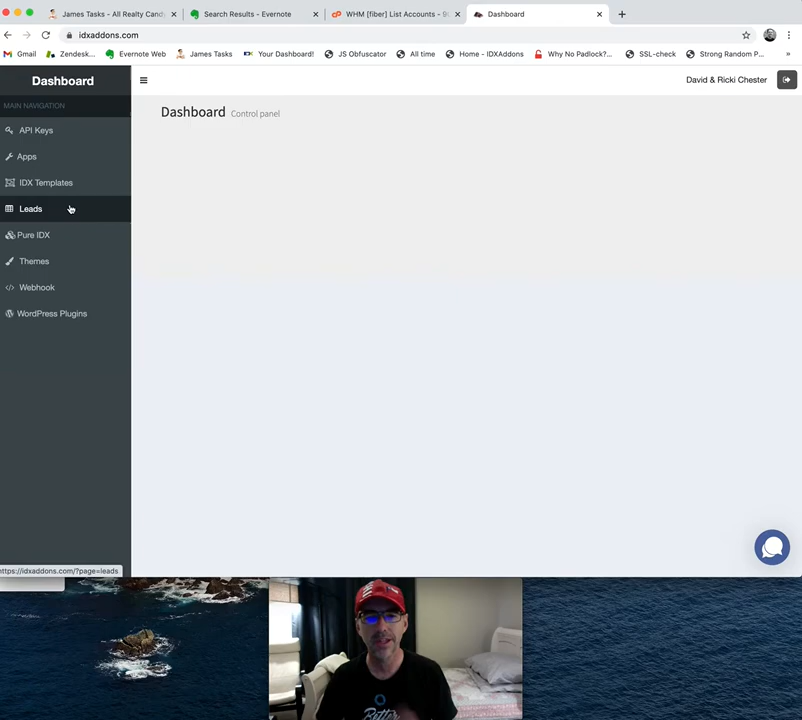 James Tasks - All Realty Candy
Search Results - Evernote
WHM [fiber] List Accounts - 9
Dashboard
idxaddons.com
Gmail
Zendesk...
Evernote Web
James Tasks
Your Dashboard!
JS Obfuscator
All time
Home - IDXAddons
Why No Padlock?...
SSL-check
Strong Random P...
»
Dashboard
David & Ricki Chester
MAIN NAVIGATION
Dashboard Control panel
API Keys
Apps
IDX Templates
Leads
Pure IDX
Themes
Webhook
WordPress Plugins
https://idxaddons.com/?page=leads
Better